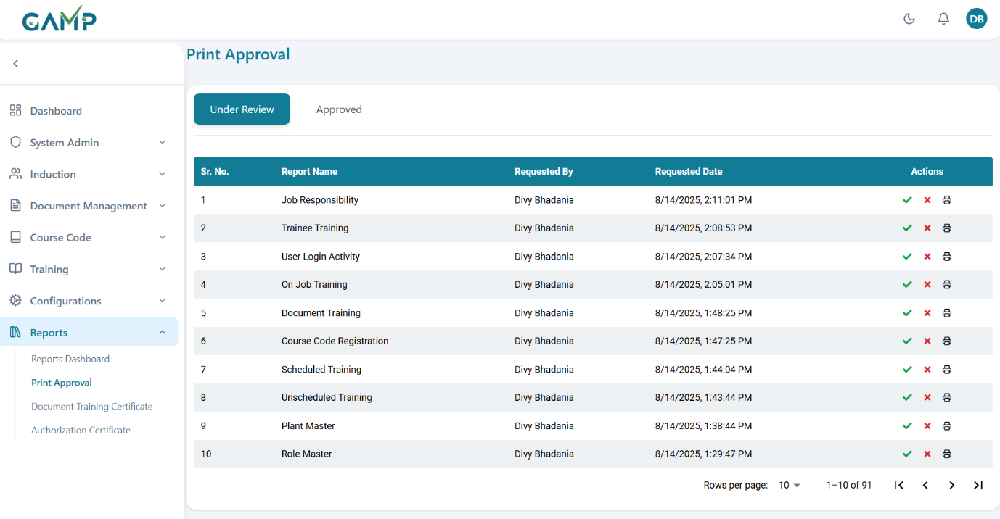 GAMP
DB
Print Approval
Under Review
Approved
Dashboard
System Admin
Induction
Document Management
Course Code
Training
Configurations
Reports
Reports Dashboard
Print Approval
Document Training Certificate
Authorization Certificate
Sr. No. Report Name Requested By Requested Date Actions
1 Job Responsibility Divy Bhadania 8/14/2025, 2:11:01 PM
2 Trainee Training Divy Bhadania 8/14/2025, 2:08:53 PM
3 User Login Activity Divy Bhadania 8/14/2025, 2:07:34 PM
4 On Job Training Divy Bhadania 8/14/2025, 2:05:01 PM
5 Document Training Divy Bhadania 8/14/2025, 1:48:25 PM
6 Course Code Registration Divy Bhadania 8/14/2025, 1:47:25 PM
7 Scheduled Training Divy Bhadania 8/14/2025, 1:44:04 PM
8 Unscheduled Training Divy Bhadania 8/14/2025, 1:43:44 PM
9 Plant Master Divy Bhadania 8/14/2025, 1:38:44 PM
10 Role Master Divy Bhadania 8/14/2025, 1:29:47 PM
Rows per page: 10 1–10 of 91